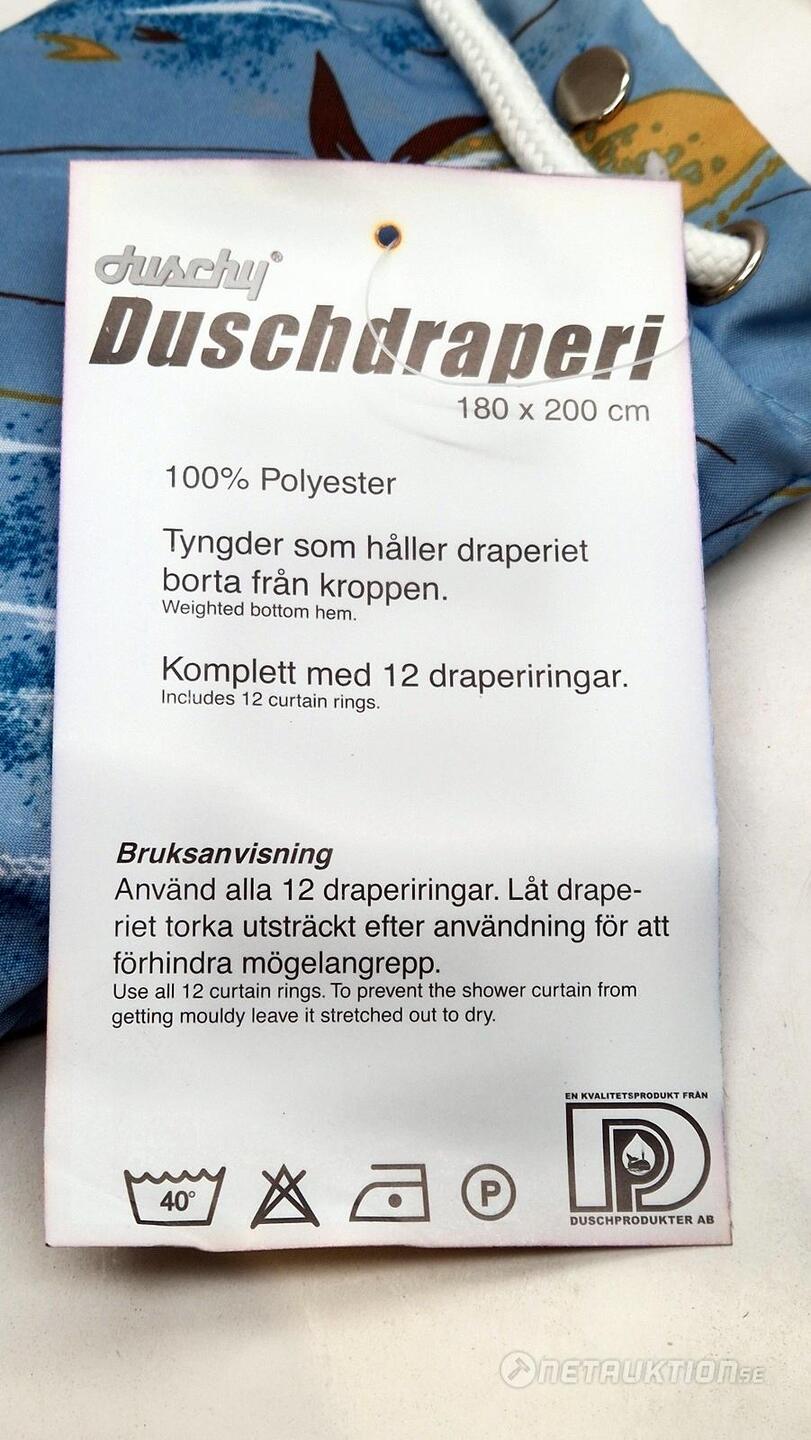 duschy®
Duschdraperi
180 x 200 cm
100% Polyester
Tyngder som håller draperiet
borta från kroppen.
Weighted bottom hem.
Komplett med 12 draperiringar.
Includes 12 curtain rings.
Bruksanvisning
Använd alla 12 draperiringar. Låt drape-
riet torka utsträckt efter användning för att
förhindra mögelangrepp.
Use all 12 curtain rings. To prevent the shower curtain from
getting mouldy leave it stretched out to dry.
EN KVALITETSPRODUKT FRÅN
DP
DUSCHPRODUKTER AB
40°
P
NETAUKTION.SE